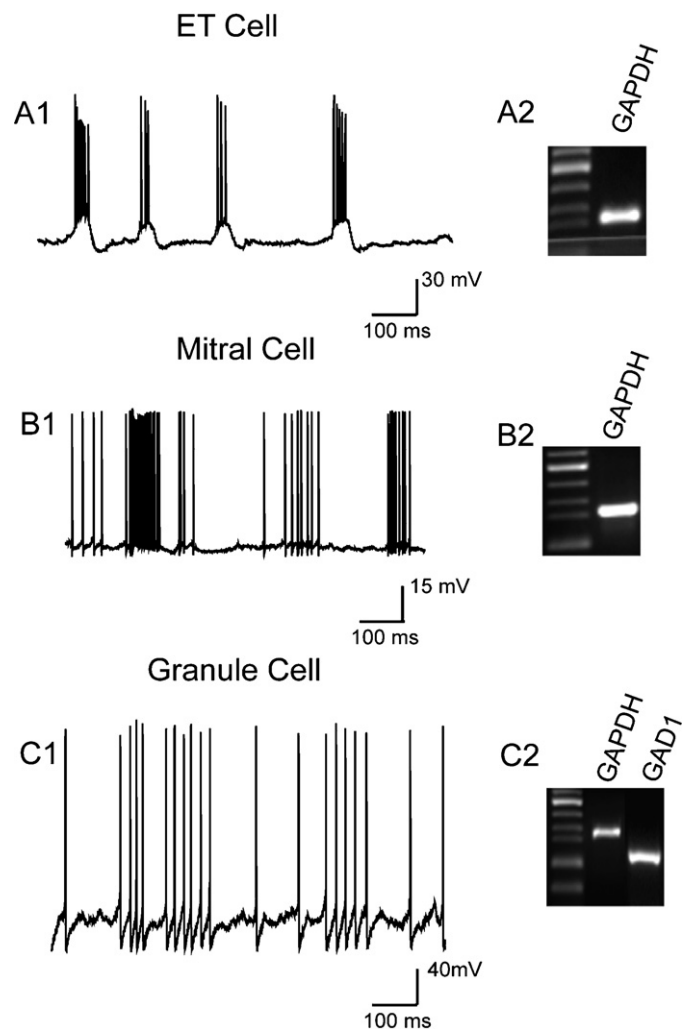 ET Cell
A1
A2
GAPDH
30 mV
100 ms
Mitral Cell
B1
B2
GAPDH
15 mV
100 ms
Granule Cell
C1
C2
GAPDH
GAD1
40mV
100 ms